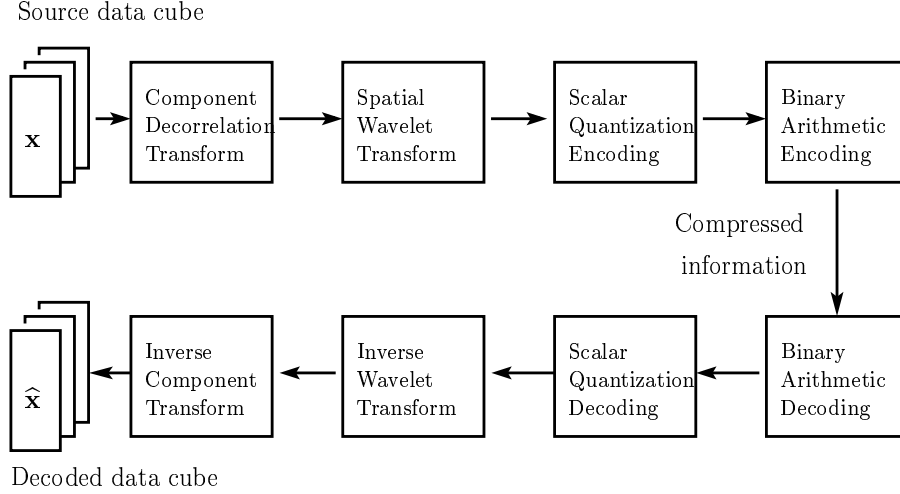 Source data cube
x
Component
Decorrelation
Transform
Spatial
Wavelet
Transform
Scalar
Quantization
Encoding
Binary
Arithmetic
Encoding
Compressed
information
x̂
Inverse
Component
Transform
Inverse
Wavelet
Transform
Scalar
Quantization
Decoding
Binary
Arithmetic
Decoding
Decoded data cube